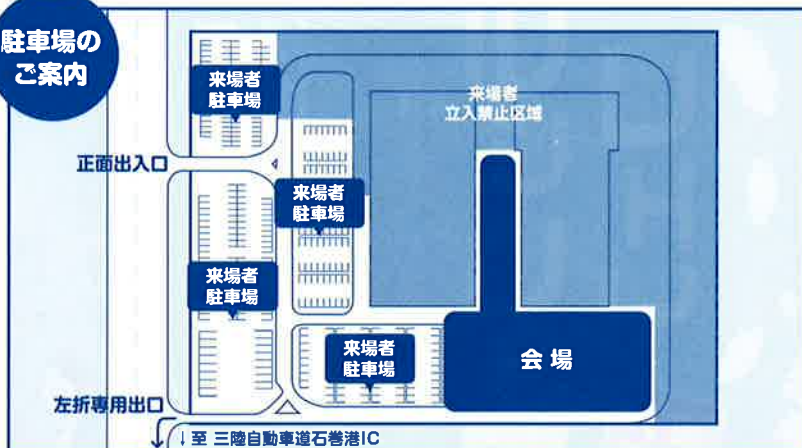 駐車場の
ご案内
来場者
駐車場
来場者
立入禁止区域
正面出入口
来場者
駐車場
来場者
駐車場
来場者
駐車場
会場
左折専用出口
↓至 三陸自動車道石巻港IC